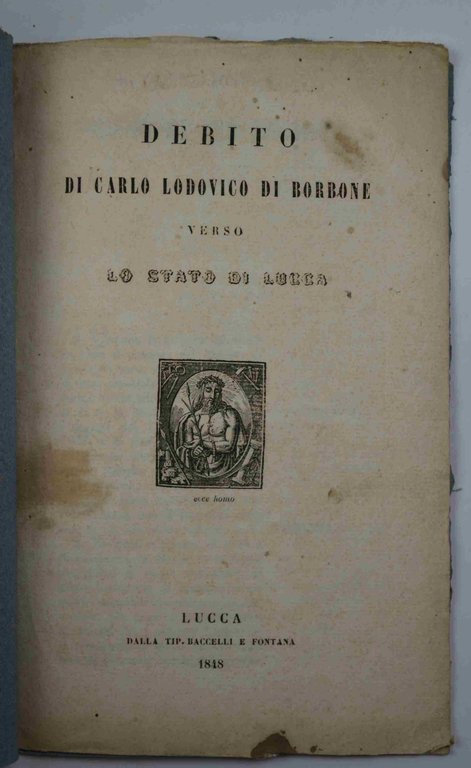 DEBITO
DI CARLO LODOVICO DI BORBONE
VERSO
LO STATO DI LUCCA
ecce homo
LUCCA
DALLA TIP. BACCELLI E FONTANA
1848